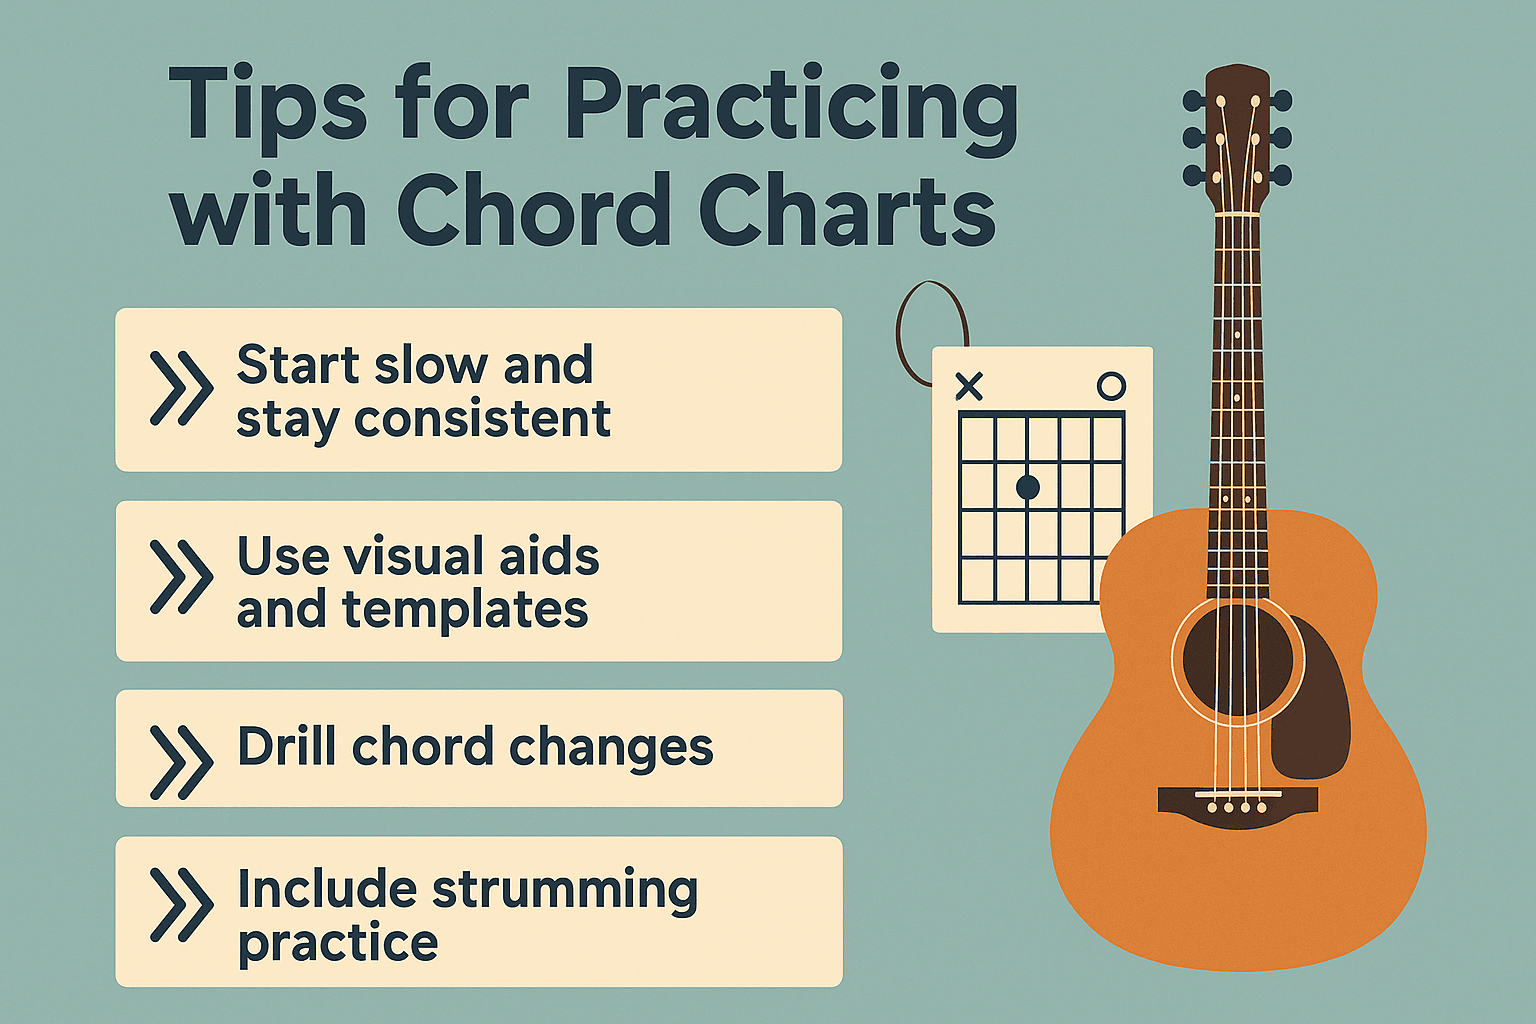 Tips for Practicing
with Chord Charts
Start slow and
stay consistent
Use visual aids
and templates
Drill chord changes
Include strumming
practice